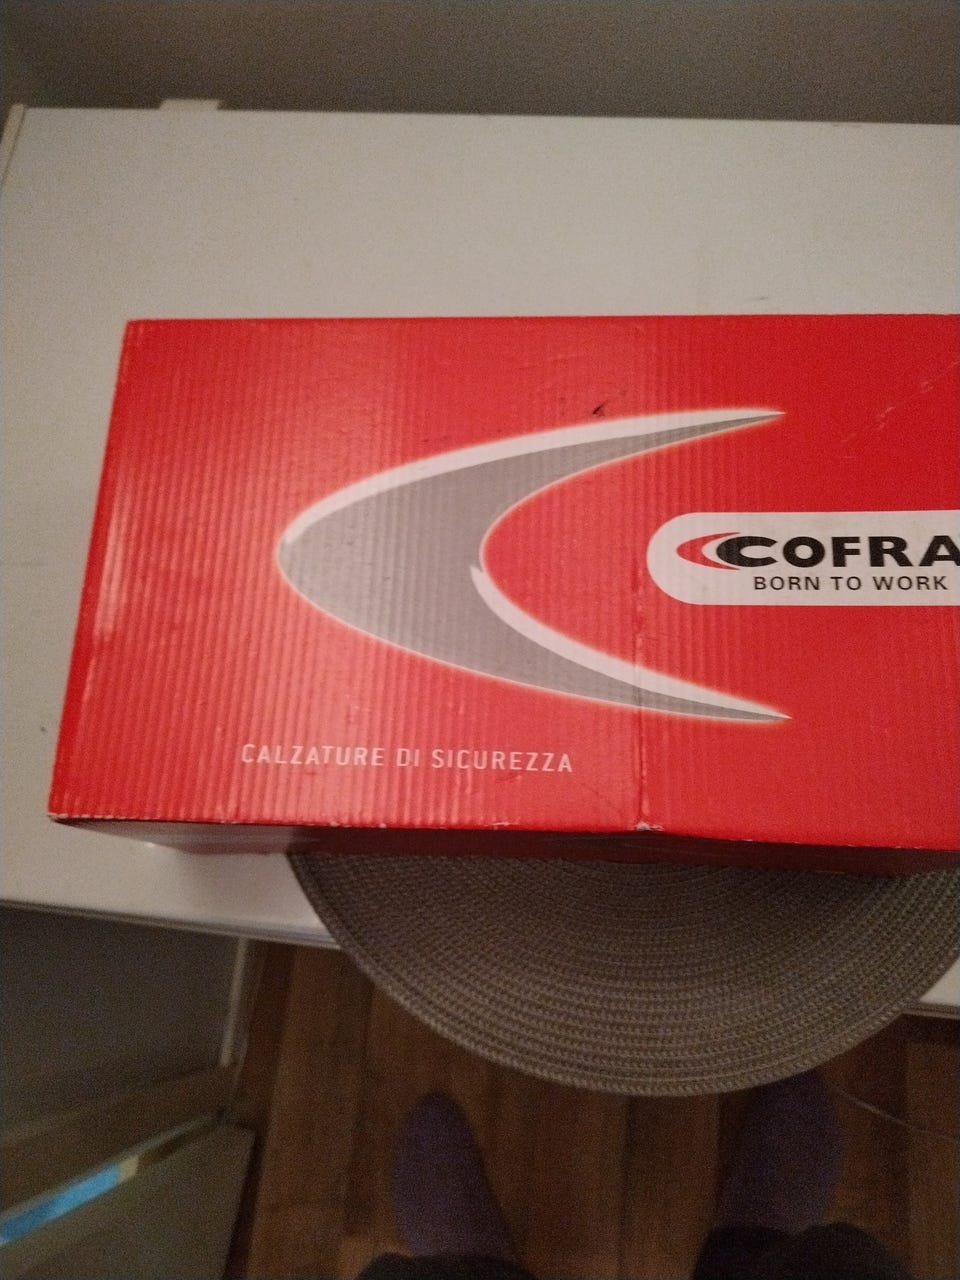 COFRA
BORN TO WORK
CALZATURE DI SICUREZZA